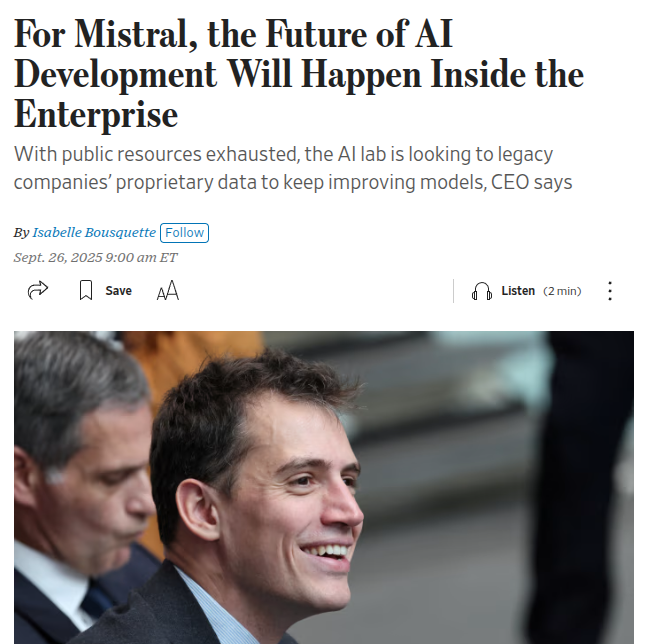 For Mistral, the Future of AI
Development Will Happen Inside the
Enterprise
With public resources exhausted, the AI lab is looking to legacy
companies’ proprietary data to keep improving models, CEO says
By Isabelle Bousquette Follow
Sept. 26, 2025 9:00 am ET
Save AA Listen (2 min)